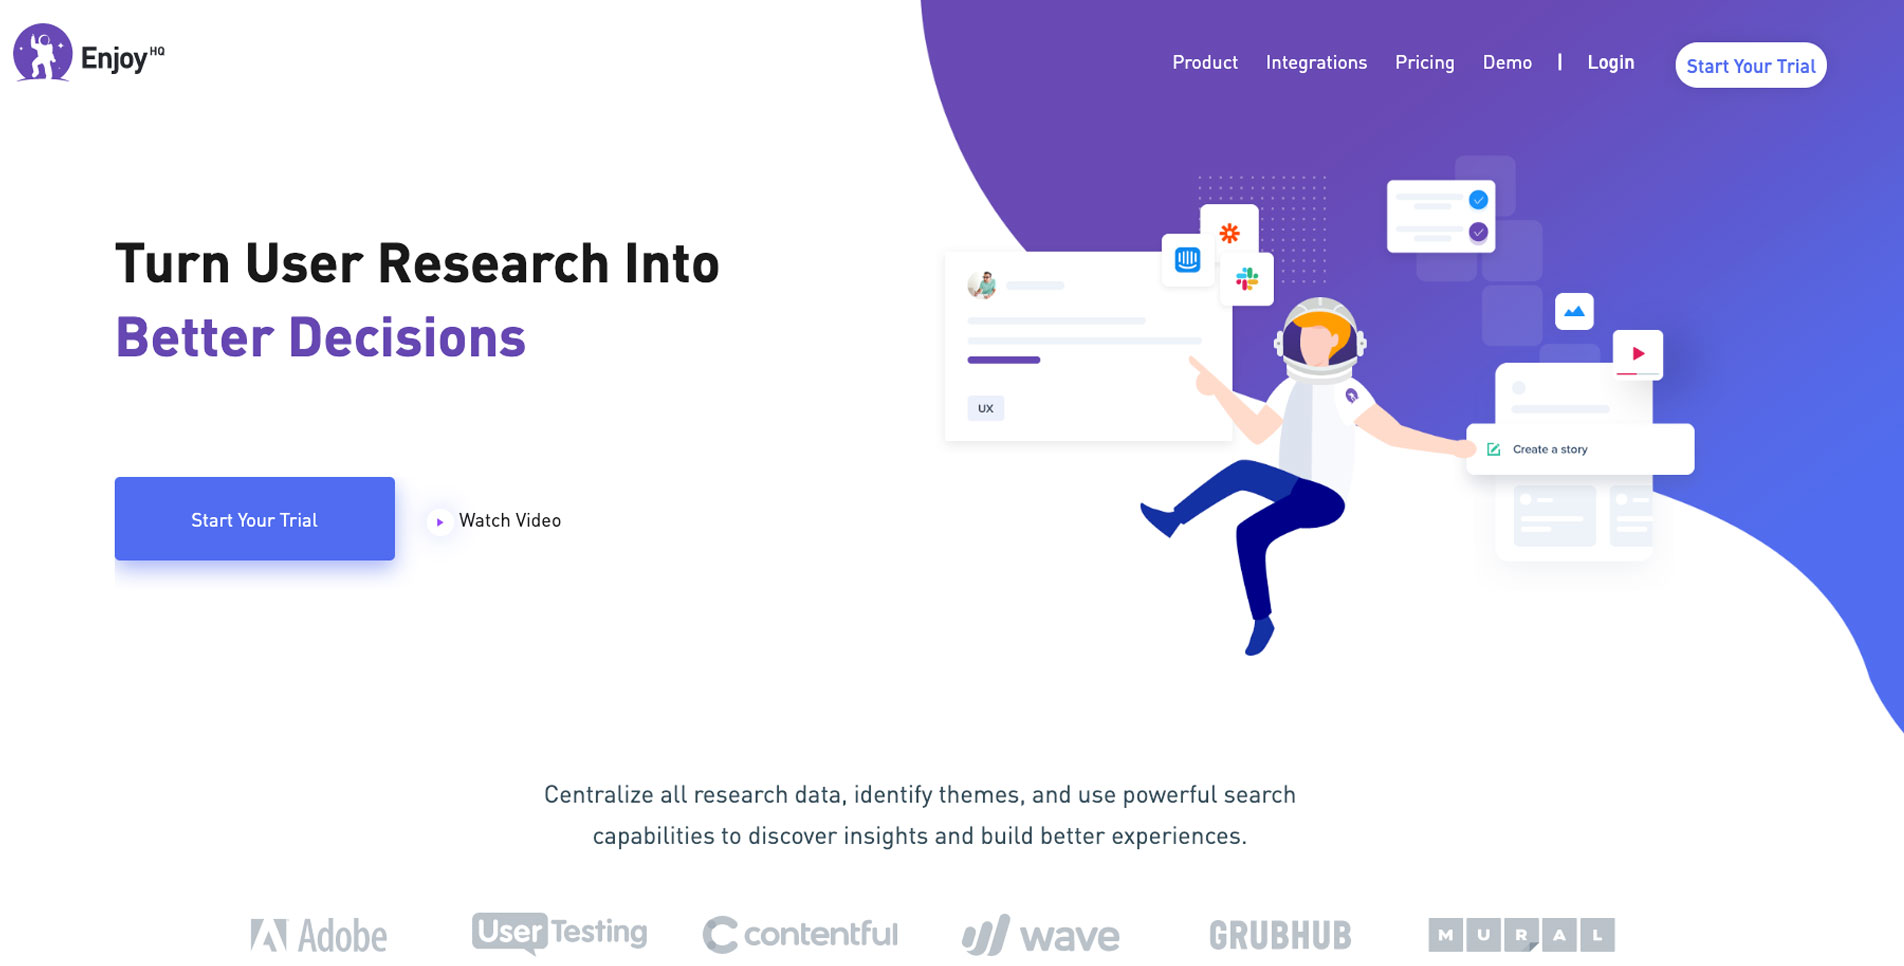 Enjoy HQ
Product Integrations Pricing Demo | Login Start Your Trial
Turn User Research Into
Better Decisions
UX
Create a story
Start Your Trial
Watch Video
Centralize all research data, identify themes, and use powerful search
capabilities to discover insights and build better experiences.
Adobe UserTesting contentful wave GRUBHUB MURAL